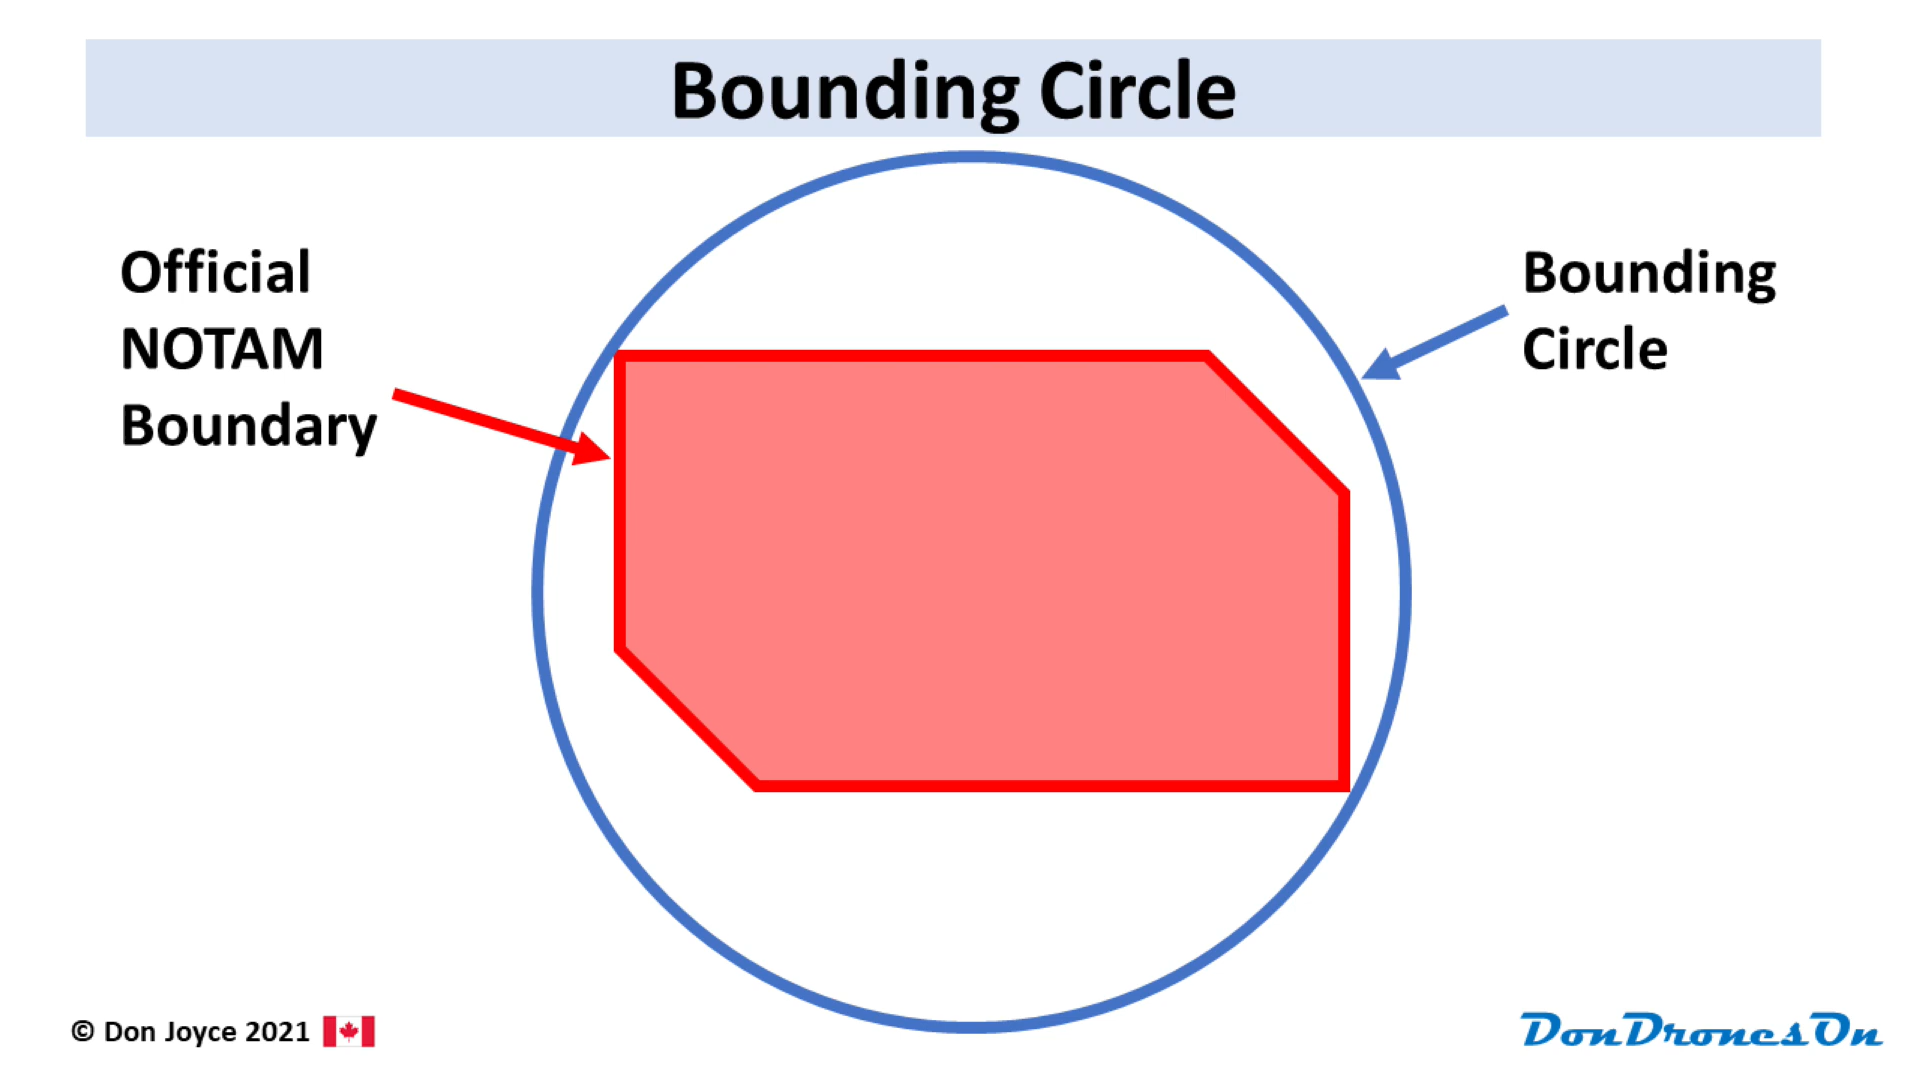 Bounding Circle
Official
NOTAM
Boundary
Bounding
Circle
© Don Joyce 2021
DonDronesOn